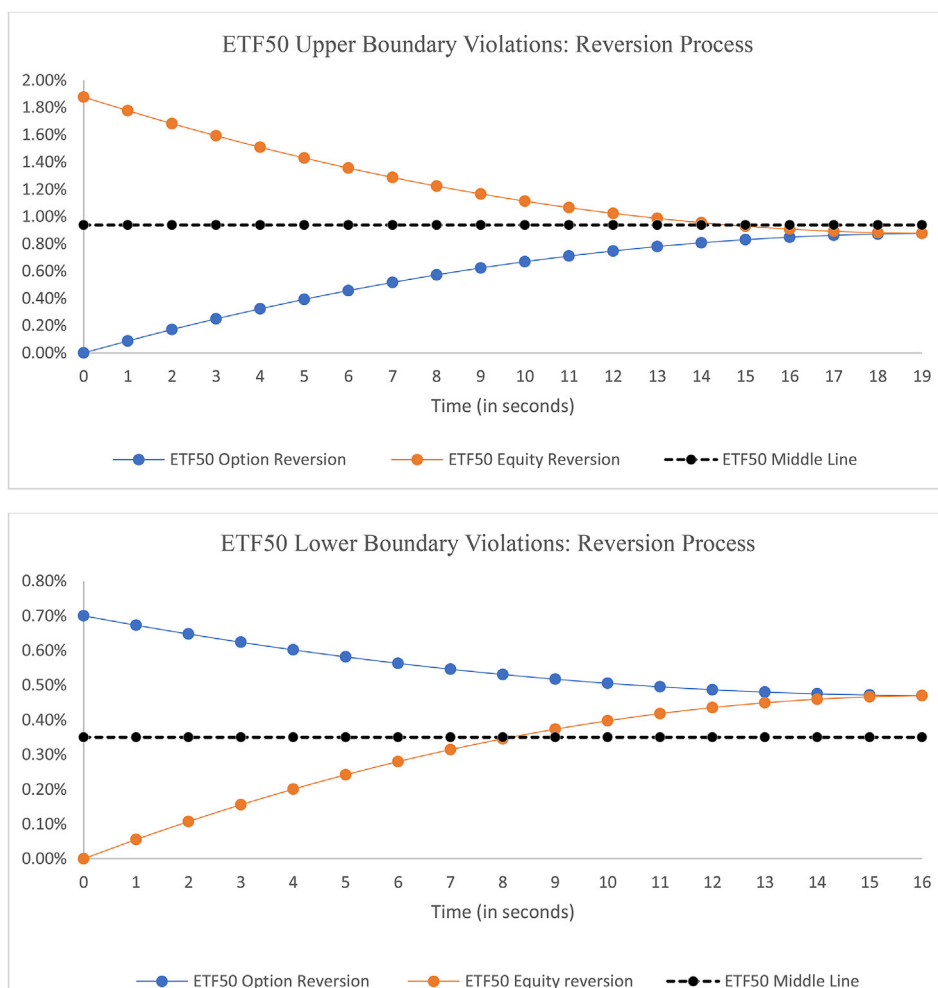 ETF50 Upper Boundary Violations: Reversion Process
2.00%
1.80%
1.60%
1.40%
1.20%
1.00%
0.80%
0.60%
0.40%
0.20%
0.00%
0 1 2 3 4 5 6 7 8 9 10 11 12 13 14 15 16 17 18 19
Time (in seconds)
ETF50 Option Reversion ETF50 Equity Reversion ETF50 Middle Line
ETF50 Lower Boundary Violations: Reversion Process
0.80%
0.70%
0.60%
0.50%
0.40%
0.30%
0.20%
0.10%
0.00%
0 1 2 3 4 5 6 7 8 9 10 11 12 13 14 15 16
Time (in seconds)
ETF50 Option Reversion ETF50 Equity reversion ETF50 Middle Line